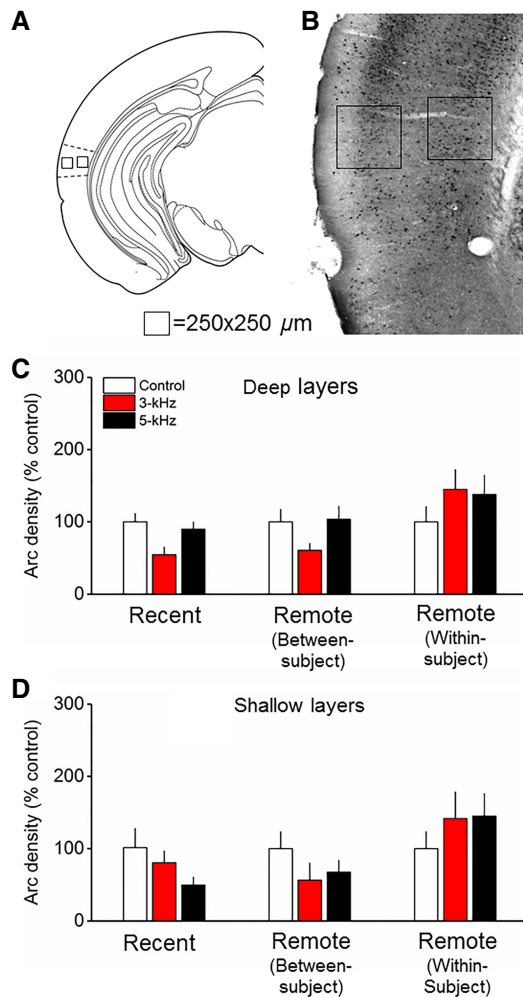 A
B
=250x250 µm
C
Deep layers
Control
3-kHz
5-kHz
Arc density (% control)
300
200
100
0
Recent
Remote
(Between-
subject)
Remote
(Within-
subject)
D
Shallow layers
Arc density (% control)
300
200
100
0
Recent
Remote
(Between-
subject)
Remote
(Within-
Subject)